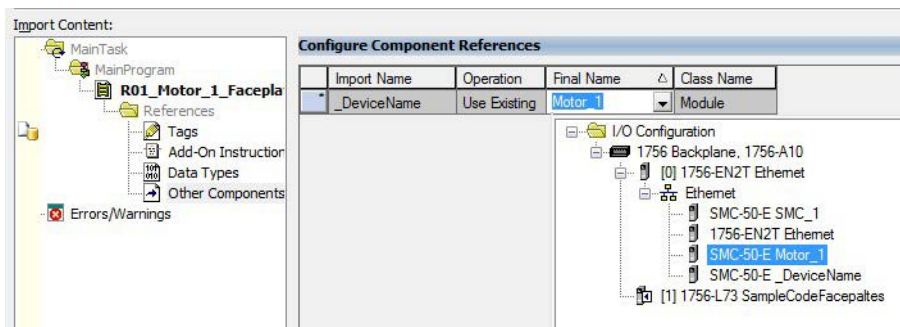 Import Content:
MainTask
MainProgram
R01_Motor_1_Facepla
References
Tags
Add-On Instruction
Data Types
Other Components
Errors/Warnings
Configure Component References
Import Name Operation Final Name Class Name
_DeviceName Use Existing Motor_1 Module
I/O Configuration
1756 Backplane, 1756-A10
[0] 1756-EN2T Ethernet
Ethernet
SMC-50-E SMC_1
1756-EN2T Ethernet
SMC-50-E Motor_1
SMC-50-E _DeviceName
[1] 1756-L73 SampleCodeFacepaltes